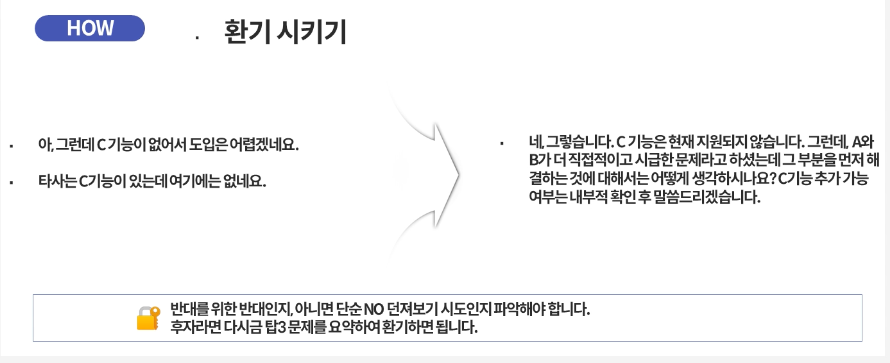 HOW
· 환기 시키기
· 아, 그런데 C 기능이 없어서 도입은 어렵겠네요.
· 타사는 C기능이 있는데 여기에는 없네요.
· 네, 그렇습니다. C 기능은 현재 지원되지 않습니다. 그런데, A와
B가 더 직접적이고 시급한 문제라고 하셨는데 그 부분을 먼저 해
결하는 것에 대해서는 어떻게 생각하시나요? C기능 추가 가능
여부는 내부적 확인 후 말씀드리겠습니다.
반대를 위한 반대인지, 아니면 단순 NO 던져보기 시도인지 파악해야 합니다.
후자라면 다시금 탑3 문제를 요약하여 환기하면 됩니다.